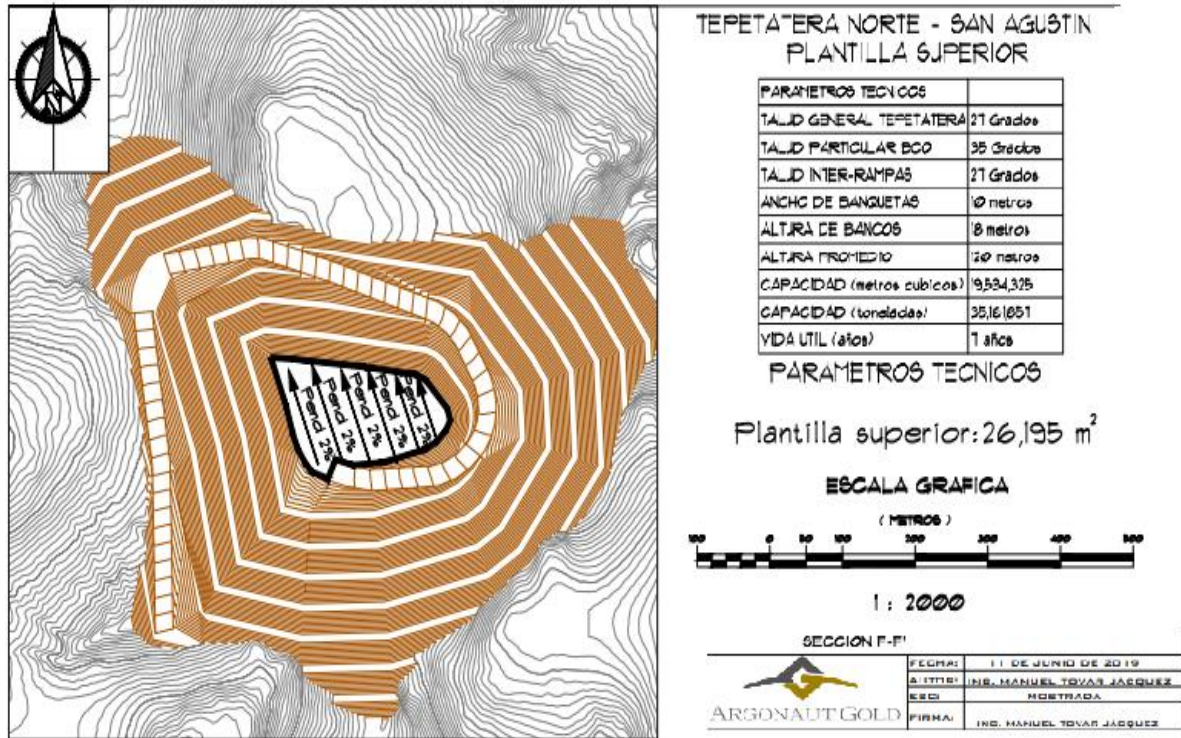 N
Pend 2%
Pend 2%
Pend 2%
Pend 2%
Pend 2%
TEPETATERA NORTE - SAN AGUSTIN
PLANTILLA SUPERIOR
PARAMETROS TECNICOS
TALUD GENERAL TEPETATERA 27 Grados
TALUD PARTICULAR BCO 35 Grados
TALUD INTER-RAMPAS 27 Grados
ANCHO DE BANQUETAS 10 metros
ALTURA DE BANCOS 18 metros
ALTURA PROMEDIO 120 metros
CAPACIDAD (metros cubicos) 19,534,325
CAPACIDAD (toneladas) 35,161,657
VIDA UTIL (años) 7 años
PARAMETROS TECNICOS
Plantilla superior: 26,195 m²
ESCALA GRAFICA
( METROS )
100 0 50 100 200 300 400 500
1 : 2000
SECCION F-F'
ARGONAUT GOLD
FECHA: 11 DE JUNIO DE 2019
AUTOR: ING. MANUEL TOVAR JACQUEZ
ESC: MOSTRADA
FIRMA: ING. MANUEL TOVAR JACQUEZ